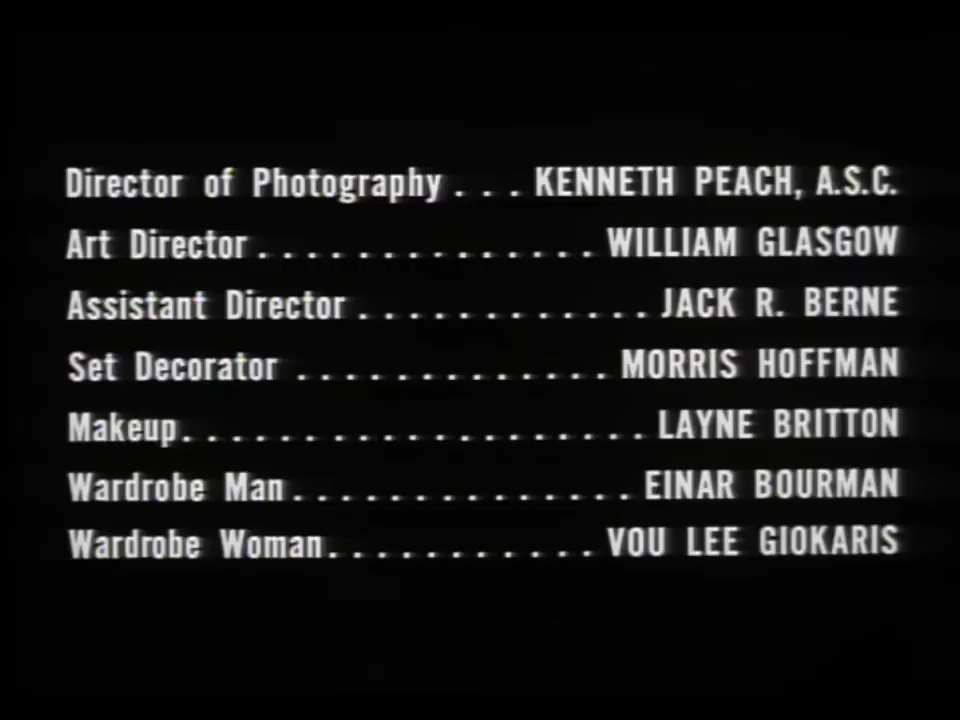 Director of Photography . . . KENNETH PEACH, A.S.C.
Art Director . . . . . . . . . . . . . . WILLIAM GLASGOW
Assistant Director . . . . . . . . . . . . JACK R. BERNE
Set Decorator . . . . . . . . . . . . . MORRIS HOFFMAN
Makeup . . . . . . . . . . . . . . . . . . . LAYNE BRITTON
Wardrobe Man . . . . . . . . . . . . . . EINAR BOURMAN
Wardrobe Woman . . . . . . . . . . . VOU LEE GIOKARIS